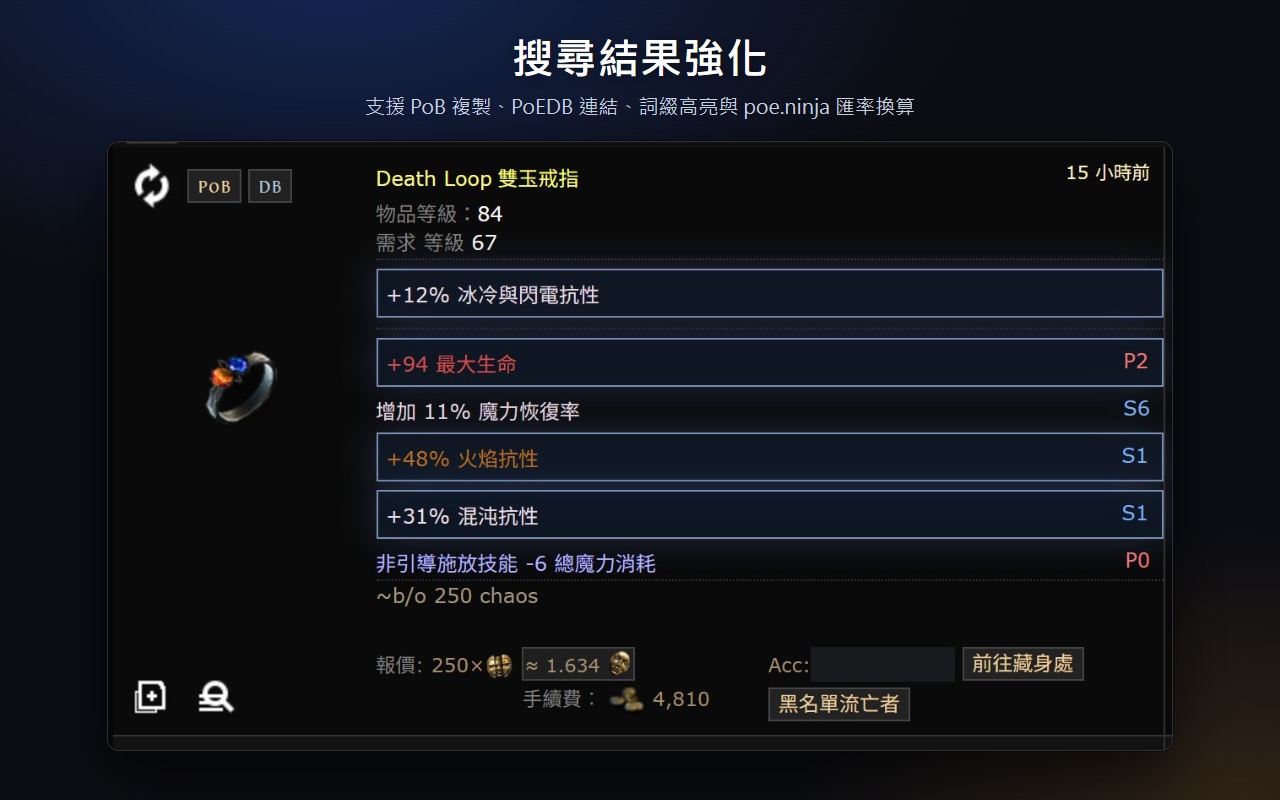 搜尋結果強化
支援 PoB 複製、PoEDB 連結、詞綴高亮與 poe.ninja 匯率換算
PoB DB
Death Loop 雙玉戒指
15 小時前
物品等級：84
需求 等級 67
+12% 冰冷與閃電抗性
+94 最大生命 P2
增加 11% 魔力恢復率 S6
+48% 火焰抗性 S1
+31% 混沌抗性 S1
非引導施放技能 -6 總魔力消耗 P0
~b/o 250 chaos
報價: 250× ≈ 1.634
手續費： 4,810
Acc: 前往藏身處
黑名單流亡者